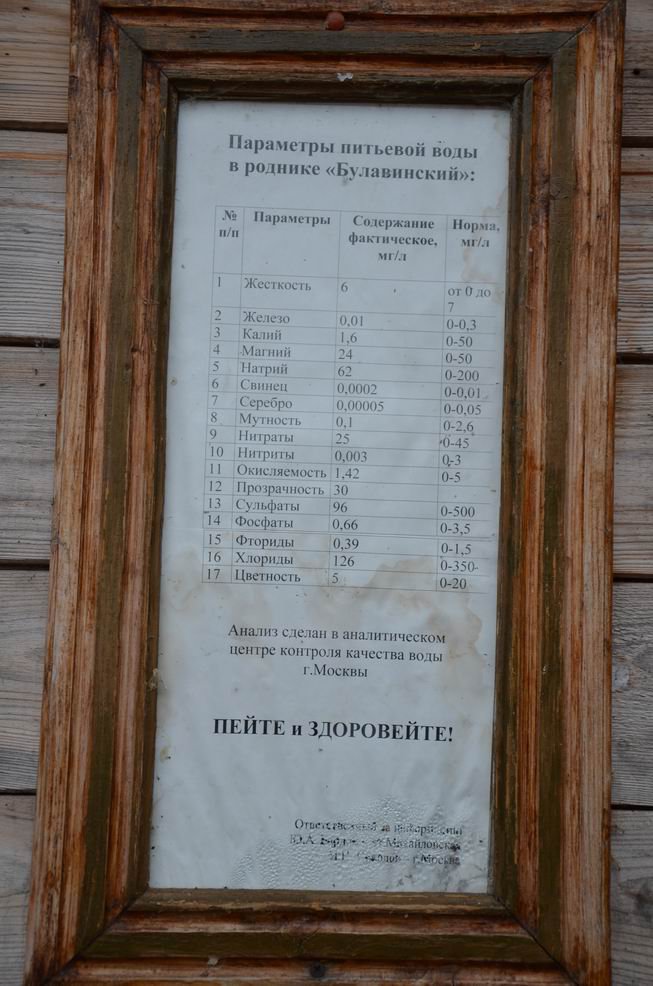 Параметры питьевой воды
в роднике «Булавинский»:
№ п/п Параметры Содержание фактическое, мг/л Норма, мг/л
1 Жесткость 6 от 0 до 7
2 Железо 0,01 0-0,3
3 Калий 1,6 0-50
4 Магний 24 0-50
5 Натрий 62 0-200
6 Свинец 0,0002 0-0,01
7 Серебро 0,00005 0-0,05
8 Мутность 0,1 0-2,6
9 Нитраты 25 0-45
10 Нитриты 0,003 0-3
11 Окисляемость 1,42 0-5
12 Прозрачность 30
13 Сульфаты 96 0-500
14 Фосфаты 0,66 0-3,5
15 Фториды 0,39 0-1,5
16 Хлориды 126 0-350
17 Цветность 5 0-20
Анализ сделан в аналитическом
центре контроля качества воды
г.Москвы
ПЕЙТЕ и ЗДОРОВЕЙТЕ!
Ответственный за информацию
г.Москва